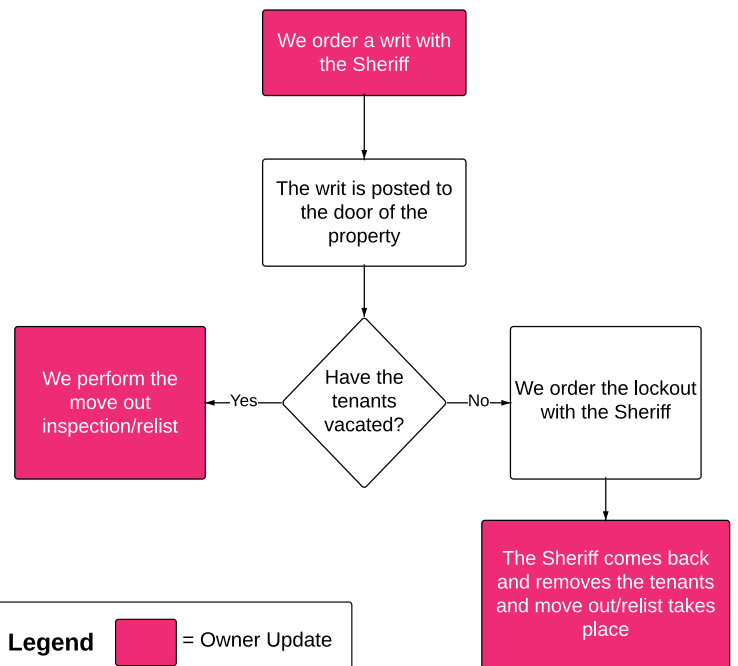 We order a writ with
the Sheriff
The writ is posted to
the door of the
property
Have the
tenants
vacated?
Yes
No
We perform the
move out
inspection/relist
We order the lockout
with the Sheriff
The Sheriff comes back
and removes the tenants
and move out/relist takes
place
Legend
= Owner Update